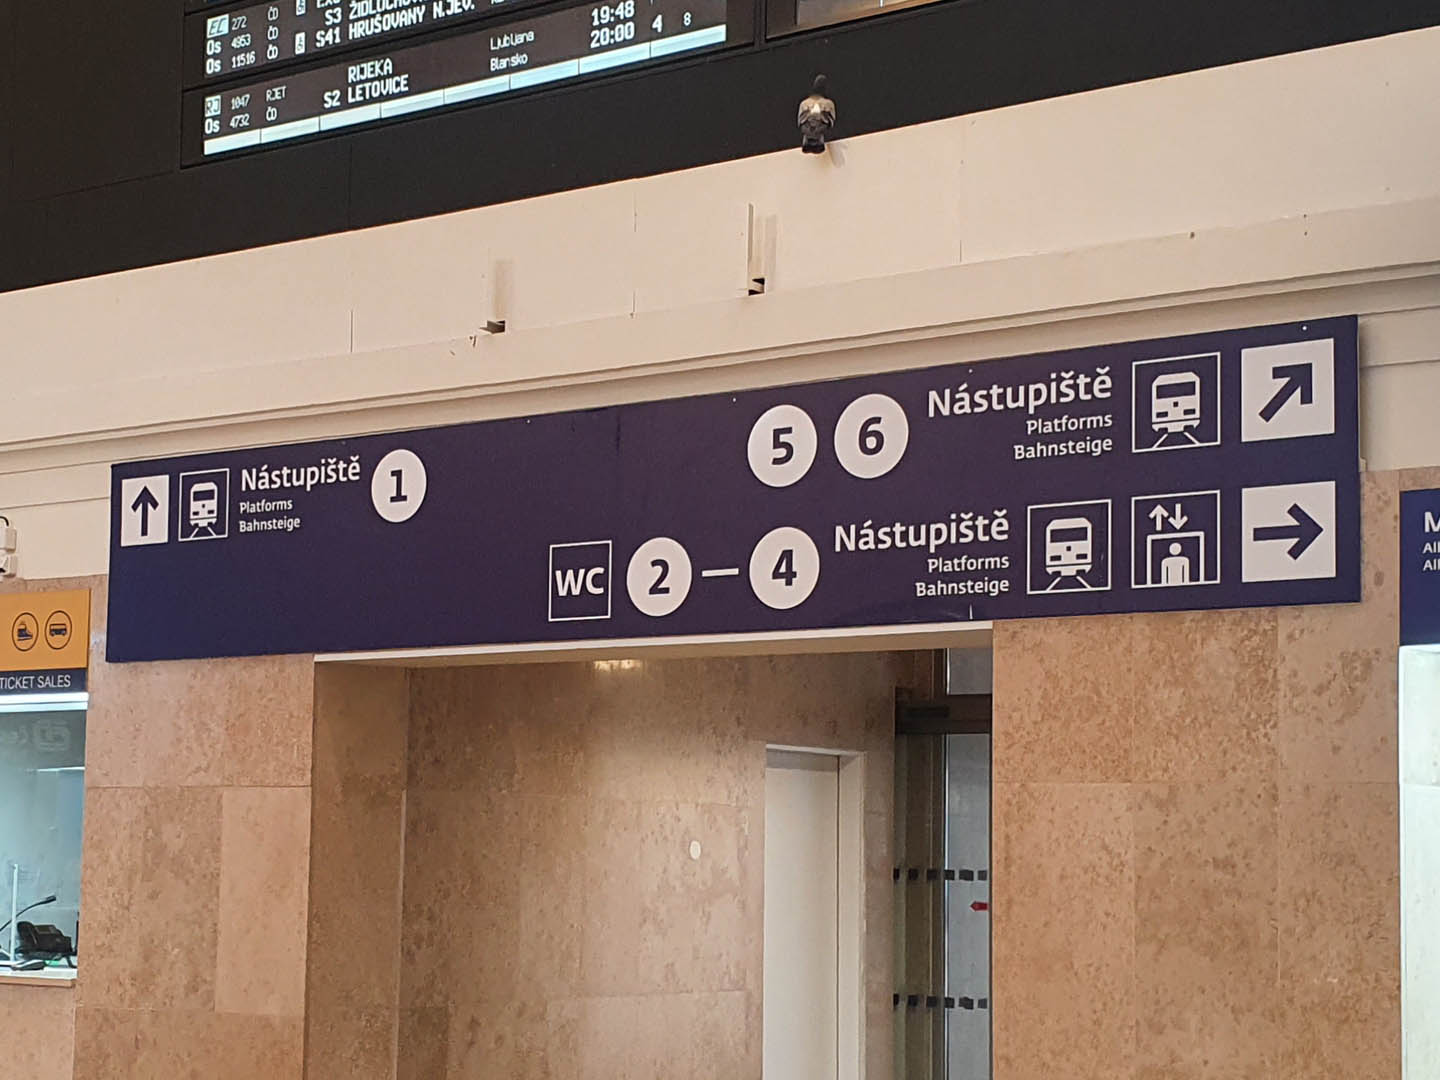 EC 272 ČD
Os 4953 ČD S3 ŽIDLOCHOV
Os 11516 ČD S41 HRUŠOVANY N.JEV.
RJ 1047 RJET RIJEKA Ljubljana 19:48
Os 4732 ČD S2 LETOVICE Blansko 20:00 4 8
5 6 Nástupiště
Platforms
Bahnsteige
Nástupiště 1
Platforms
Bahnsteige
WC 2 – 4 Nástupiště
Platforms
Bahnsteige
TICKET SALES